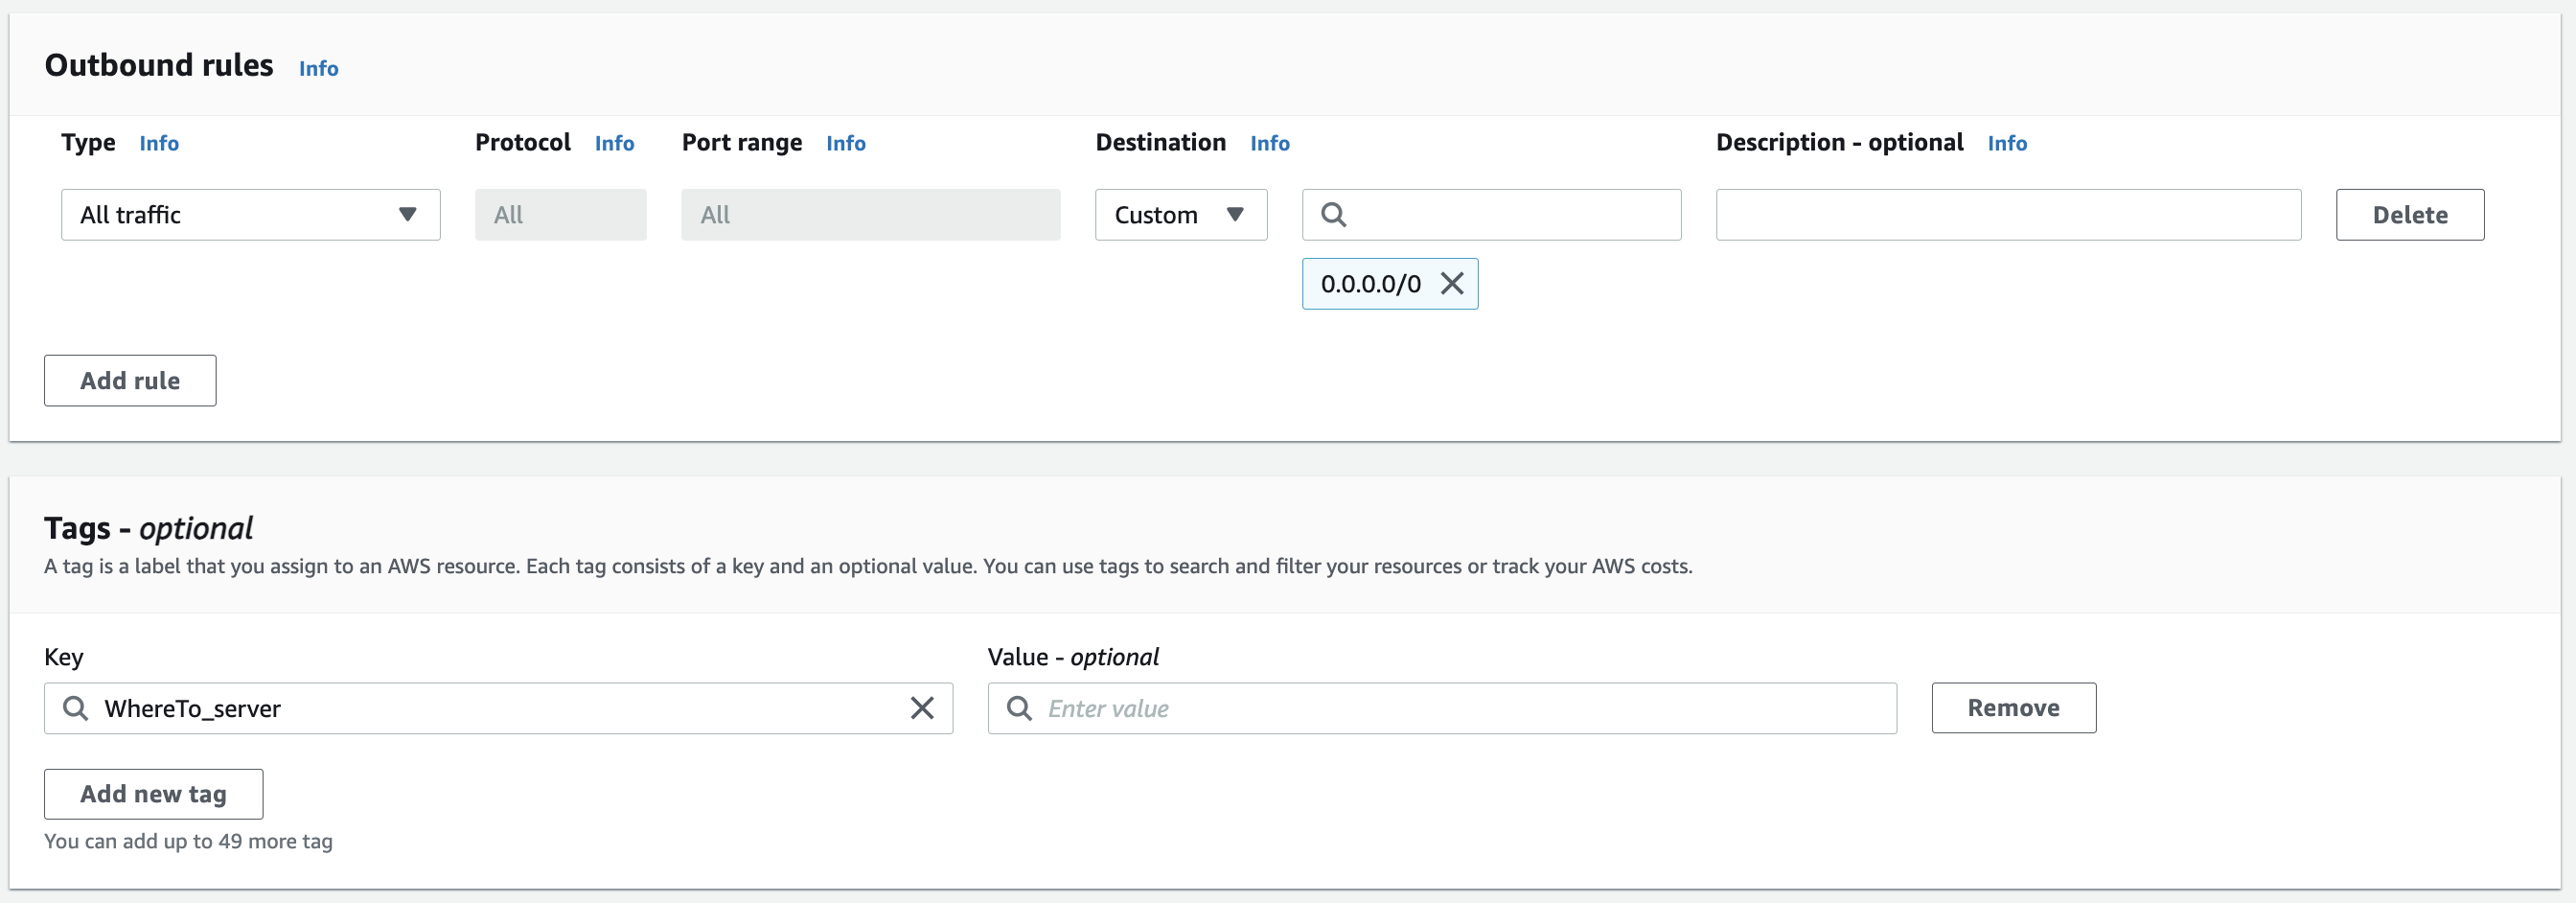 Outbound rules Info
Type Info Protocol Info Port range Info Destination Info Description - optional Info
All traffic All All Custom Delete
0.0.0.0/0
Add rule
Tags - optional
A tag is a label that you assign to an AWS resource. Each tag consists of a key and an optional value. You can use tags to search and filter your resources or track your AWS costs.
Key Value - optional
WhereTo_server Enter value Remove
Add new tag
You can add up to 49 more tag